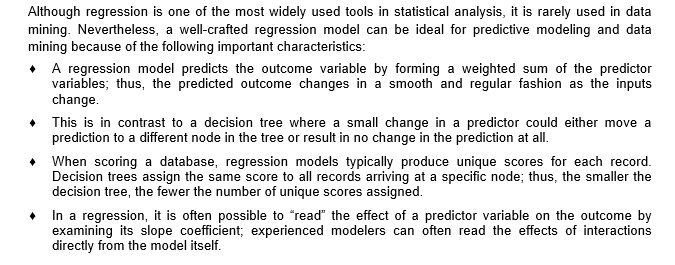 Although regression is one of the most widely used tools in statistical analysis, it is rarely used in data
mining. Nevertheless, a well-crafted regression model can be ideal for predictive modeling and data
mining because of the following important characteristics:
♦ A regression model predicts the outcome variable by forming a weighted sum of the predictor
variables; thus, the predicted outcome changes in a smooth and regular fashion as the inputs
change.
♦ This is in contrast to a decision tree where a small change in a predictor could either move a
prediction to a different node in the tree or result in no change in the prediction at all.
♦ When scoring a database, regression models typically produce unique scores for each record.
Decision trees assign the same score to all records arriving at a specific node; thus, the smaller the
decision tree, the fewer the number of unique scores assigned.
♦ In a regression, it is often possible to “read” the effect of a predictor variable on the outcome by
examining its slope coefficient; experienced modelers can often read the effects of interactions
directly from the model itself.